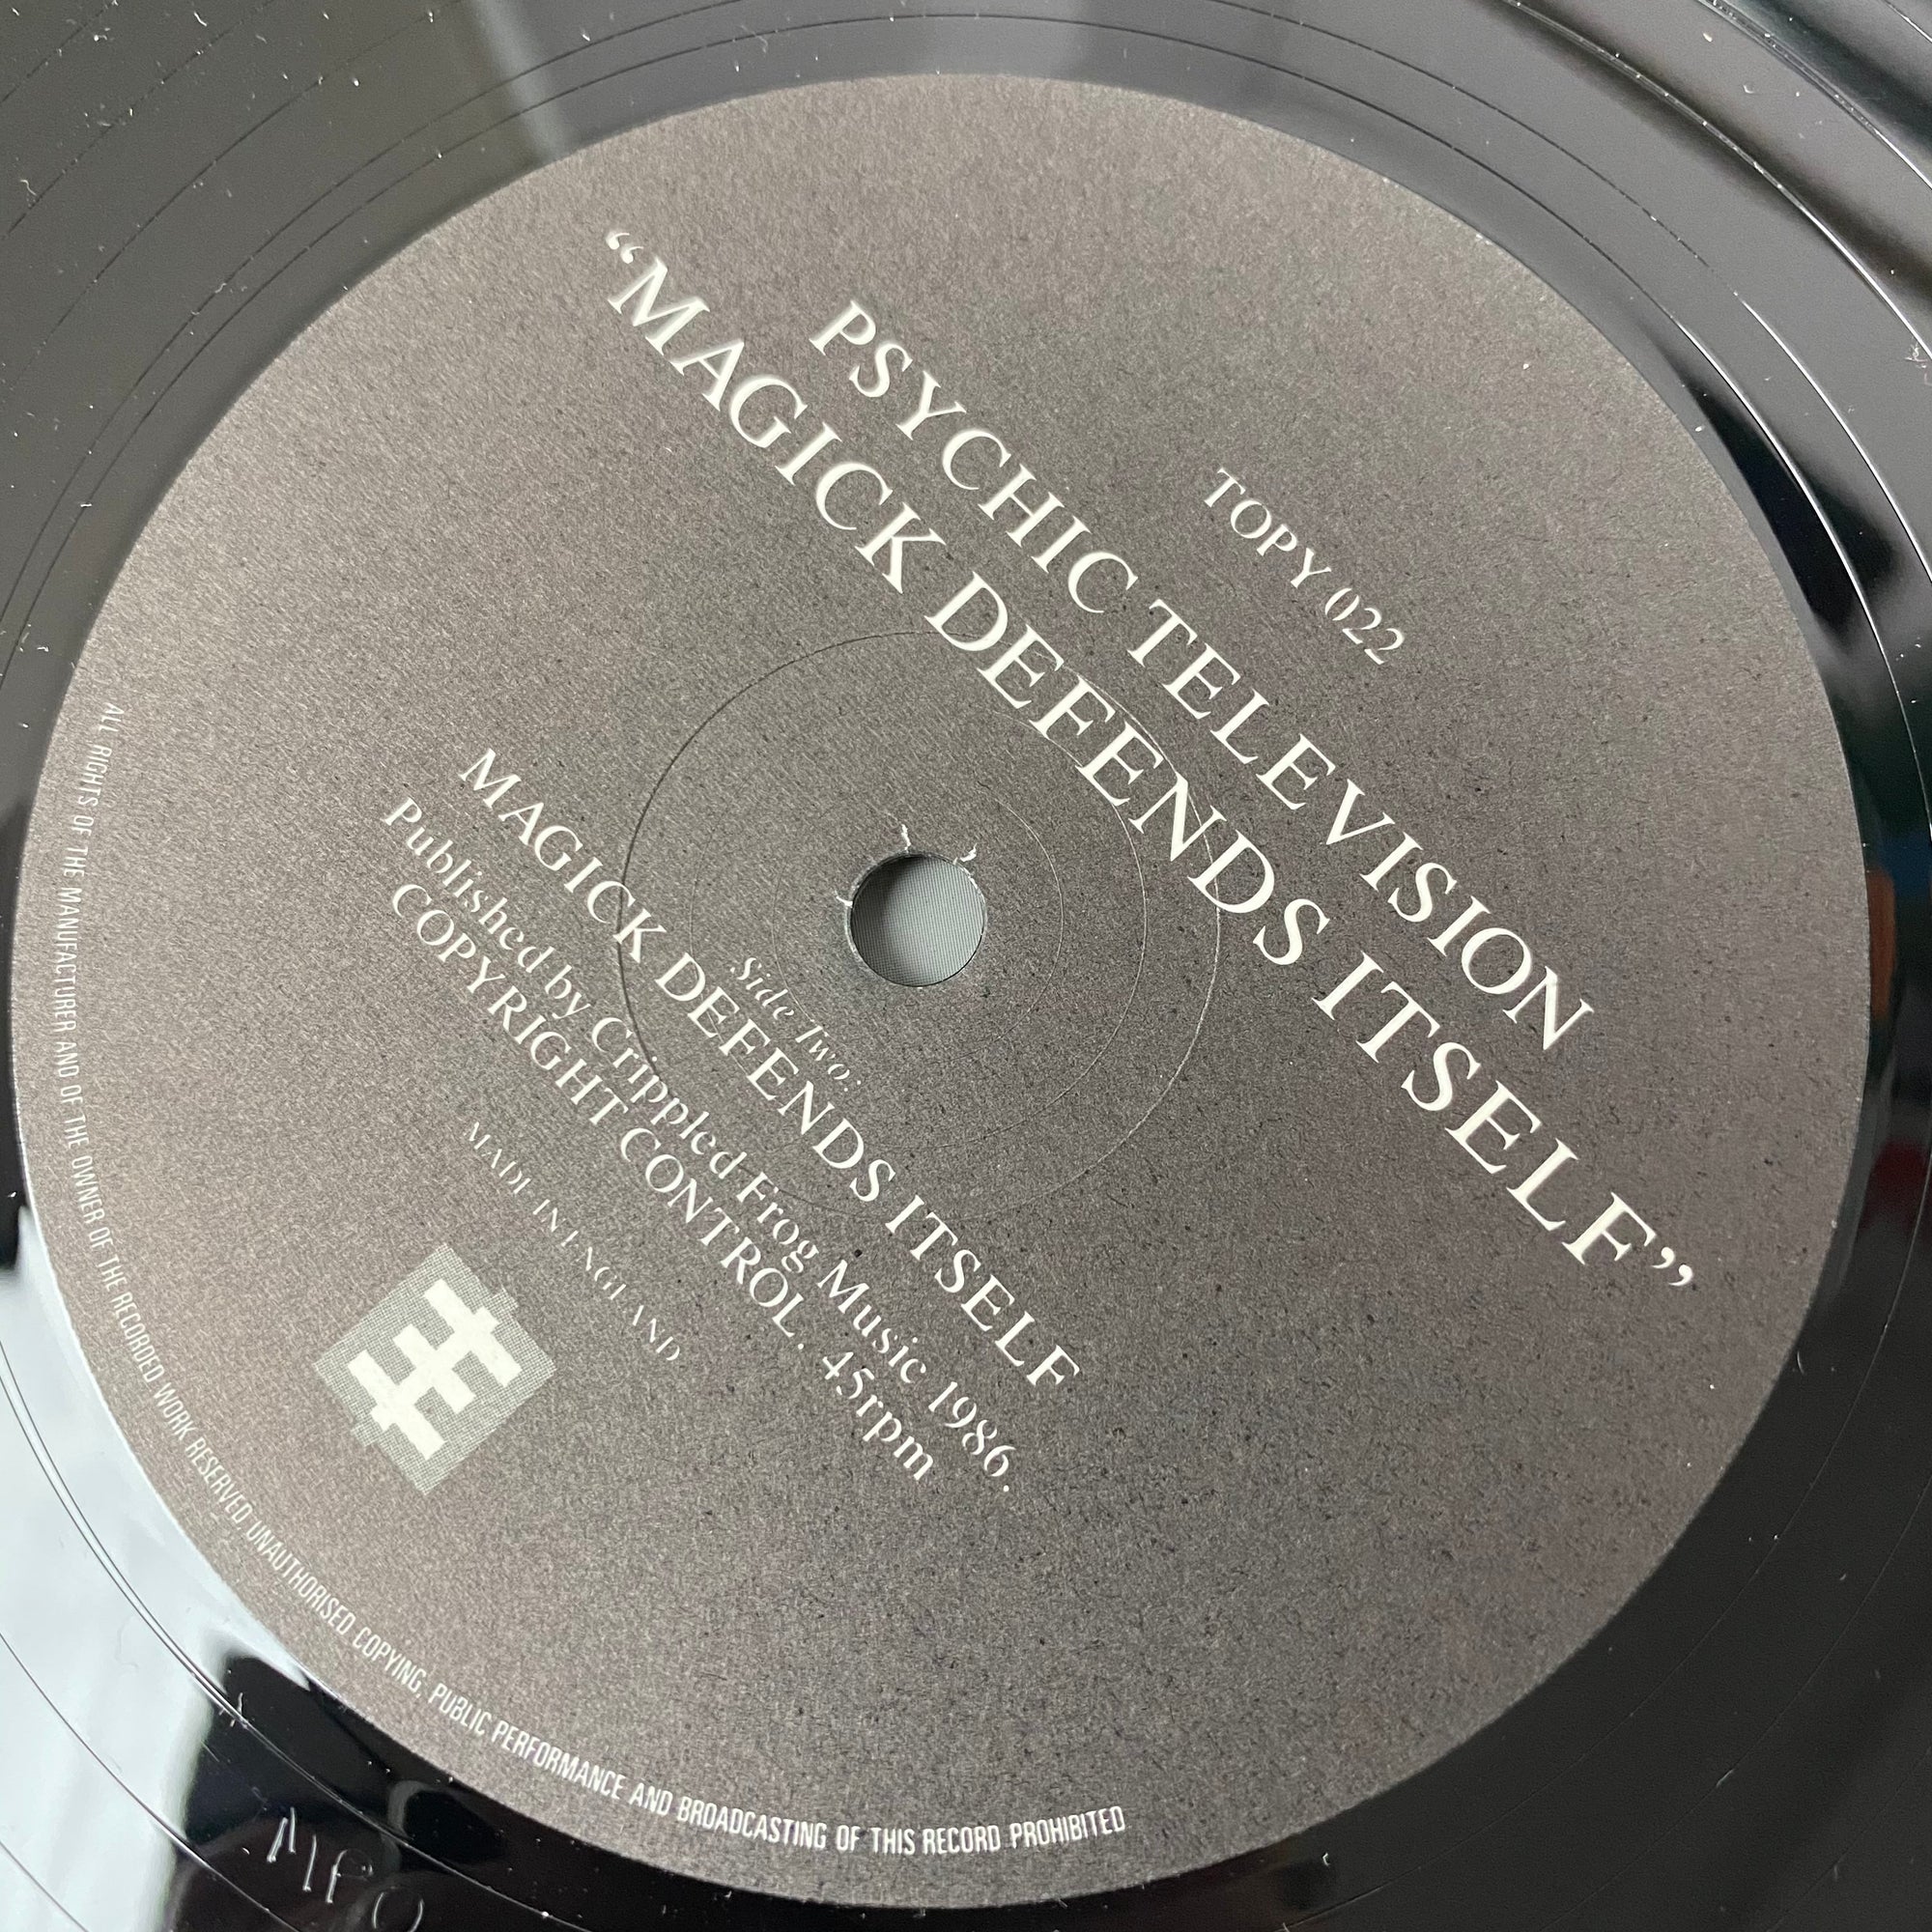 TOPY 022
PSYCHIC TELEVISION
“MAGICK DEFENDS ITSELF”
Side Two:
MAGICK DEFENDS ITSELF
Published by Crippled Frog Music 1986.
COPYRIGHT CONTROL. 45rpm
MADE IN ENGLAND
ALL RIGHTS OF THE MANUFACTURER AND OF THE OWNER OF THE RECORDED WORK RESERVED. UNAUTHORISED COPYING, PUBLIC PERFORMANCE AND BROADCASTING OF THIS RECORD PROHIBITED
MPO